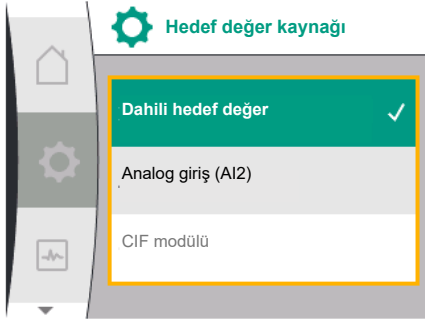 Hedef değer kaynağı
Dahili hedef değer
Analog giriş (AI2)
CIF modülü